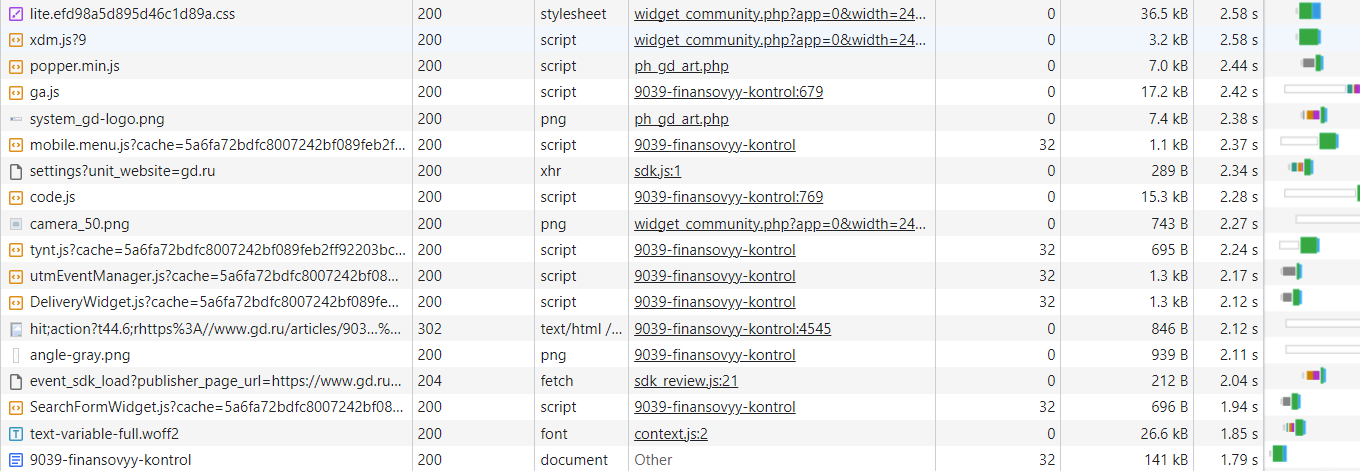 lite.efd98a5d895d46c1d89a.css 200 stylesheet widget_community.php?app=0&width=24... 0 36.5 kB 2.58 s
xdm.js?9 200 script widget_community.php?app=0&width=24... 0 3.2 kB 2.58 s
popper.min.js 200 script ph_gd_art.php 0 7.0 kB 2.44 s
ga.js 200 script 9039-finansovyy-kontrol:679 0 17.2 kB 2.42 s
system_gd-logo.png 200 png ph_gd_art.php 0 7.4 kB 2.38 s
mobile.menu.js?cache=5a6fa72bdfc8007242bf089feb2f... 200 script 9039-finansovyy-kontrol 32 1.1 kB 2.37 s
settings?unit_website=gd.ru 200 xhr sdk.js:1 0 289 B 2.34 s
code.js 200 script 9039-finansovyy-kontrol:769 0 15.3 kB 2.28 s
camera_50.png 200 png widget_community.php?app=0&width=24... 0 743 B 2.27 s
tynt.js?cache=5a6fa72bdfc8007242bf089feb2ff92203bc... 200 script 9039-finansovyy-kontrol 32 695 B 2.24 s
utmEventManager.js?cache=5a6fa72bdfc8007242bf08... 200 script 9039-finansovyy-kontrol 32 1.3 kB 2.17 s
DeliveryWidget.js?cache=5a6fa72bdfc8007242bf089fe... 200 script 9039-finansovyy-kontrol 32 1.3 kB 2.12 s
hit;action?t44.6;rhttps%3A//www.gd.ru/articles/903...%... 302 text/html /... 9039-finansovyy-kontrol:4545 0 846 B 2.12 s
angle-gray.png 200 png 9039-finansovyy-kontrol 0 939 B 2.11 s
event_sdk_load?publisher_page_url=https://www.gd.ru... 204 fetch sdk_review.js:21 0 212 B 2.04 s
SearchFormWidget.js?cache=5a6fa72bdfc8007242bf08... 200 script 9039-finansovyy-kontrol 32 696 B 1.94 s
text-variable-full.woff2 200 font context.js:2 0 26.6 kB 1.85 s
9039-finansovyy-kontrol 200 document Other 32 141 kB 1.79 s